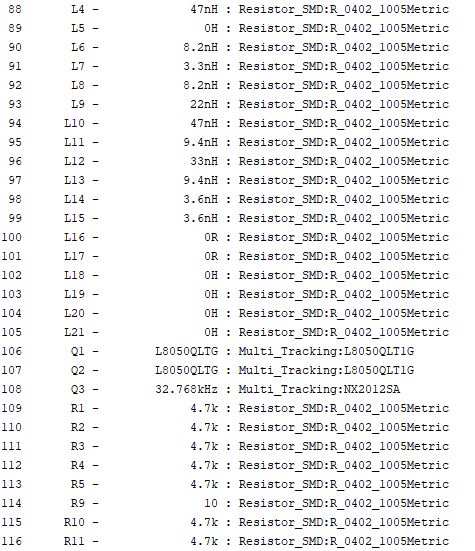 88 L4 - 47nH : Resistor_SMD:R_0402_1005Metric
89 L5 - 0H : Resistor_SMD:R_0402_1005Metric
90 L6 - 8.2nH : Resistor_SMD:R_0402_1005Metric
91 L7 - 3.3nH : Resistor_SMD:R_0402_1005Metric
92 L8 - 8.2nH : Resistor_SMD:R_0402_1005Metric
93 L9 - 22nH : Resistor_SMD:R_0402_1005Metric
94 L10 - 47nH : Resistor_SMD:R_0402_1005Metric
95 L11 - 9.4nH : Resistor_SMD:R_0402_1005Metric
96 L12 - 33nH : Resistor_SMD:R_0402_1005Metric
97 L13 - 9.4nH : Resistor_SMD:R_0402_1005Metric
98 L14 - 3.6nH : Resistor_SMD:R_0402_1005Metric
99 L15 - 3.6nH : Resistor_SMD:R_0402_1005Metric
100 L16 - 0R : Resistor_SMD:R_0402_1005Metric
101 L17 - 0R : Resistor_SMD:R_0402_1005Metric
102 L18 - 0H : Resistor_SMD:R_0402_1005Metric
103 L19 - 0H : Resistor_SMD:R_0402_1005Metric
104 L20 - 0H : Resistor_SMD:R_0402_1005Metric
105 L21 - 0H : Resistor_SMD:R_0402_1005Metric
106 Q1 - L8050QLTG : Multi_Tracking:L8050QLT1G
107 Q2 - L8050QLTG : Multi_Tracking:L8050QLT1G
108 Q3 - 32.768kHz : Multi_Tracking:NX2012SA
109 R1 - 4.7k : Resistor_SMD:R_0402_1005Metric
110 R2 - 4.7k : Resistor_SMD:R_0402_1005Metric
111 R3 - 4.7k : Resistor_SMD:R_0402_1005Metric
112 R4 - 4.7k : Resistor_SMD:R_0402_1005Metric
113 R5 - 4.7k : Resistor_SMD:R_0402_1005Metric
114 R9 - 10 : Resistor_SMD:R_0402_1005Metric
115 R10 - 4.7k : Resistor_SMD:R_0402_1005Metric
116 R11 - 4.7k : Resistor_SMD:R_0402_1005Metric